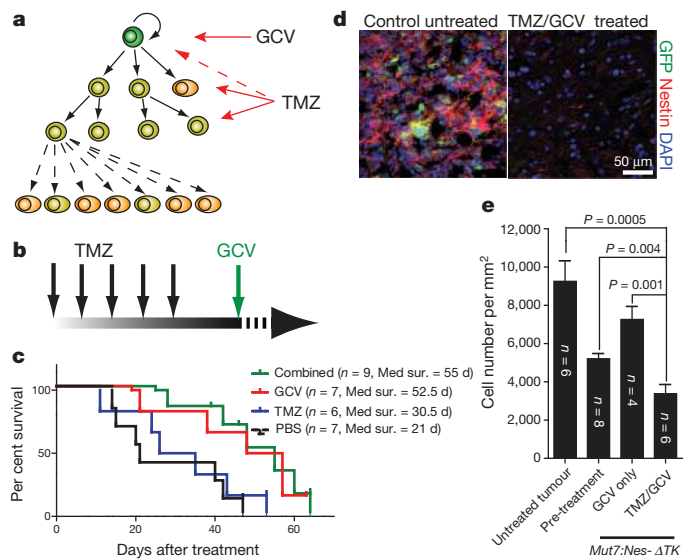 a
GCV
TMZ
b
TMZ
GCV
c
Per cent survival
100
50
0
20
40
60
Days after treatment
Combined (n = 9, Med sur. = 55 d)
GCV (n = 7, Med sur. = 52.5 d)
TMZ (n = 6, Med sur. = 30.5 d)
PBS (n = 7, Med sur. = 21 d)
d
Control untreated
TMZ/GCV treated
GFP Nestin DAPI
50 µm
e
P = 0.0005
P = 0.004
P = 0.001
Cell number per mm²
12,000
10,000
8,000
6,000
4,000
2,000
0
n = 6
n = 8
n = 4
n = 6
Untreated tumour
Pre-treatment
GCV only
TMZ/GCV
Mut7:Nes-ΔTK